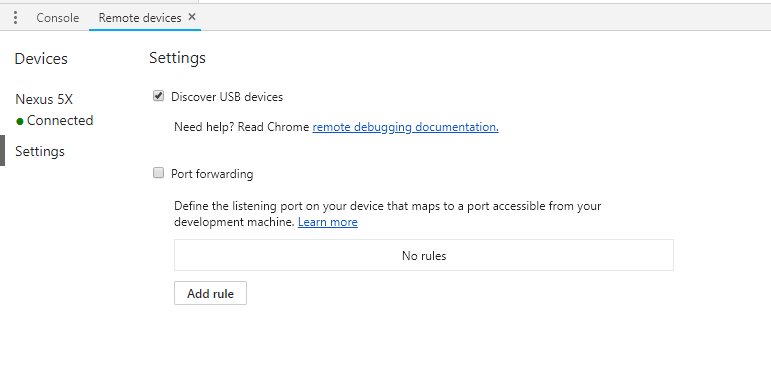 Console
Remote devices
Devices
Nexus 5X
Connected
Settings
Settings
Discover USB devices
Need help? Read Chrome remote debugging documentation.
Port forwarding
Define the listening port on your device that maps to a port accessible from your
development machine. Learn more
No rules
Add rule